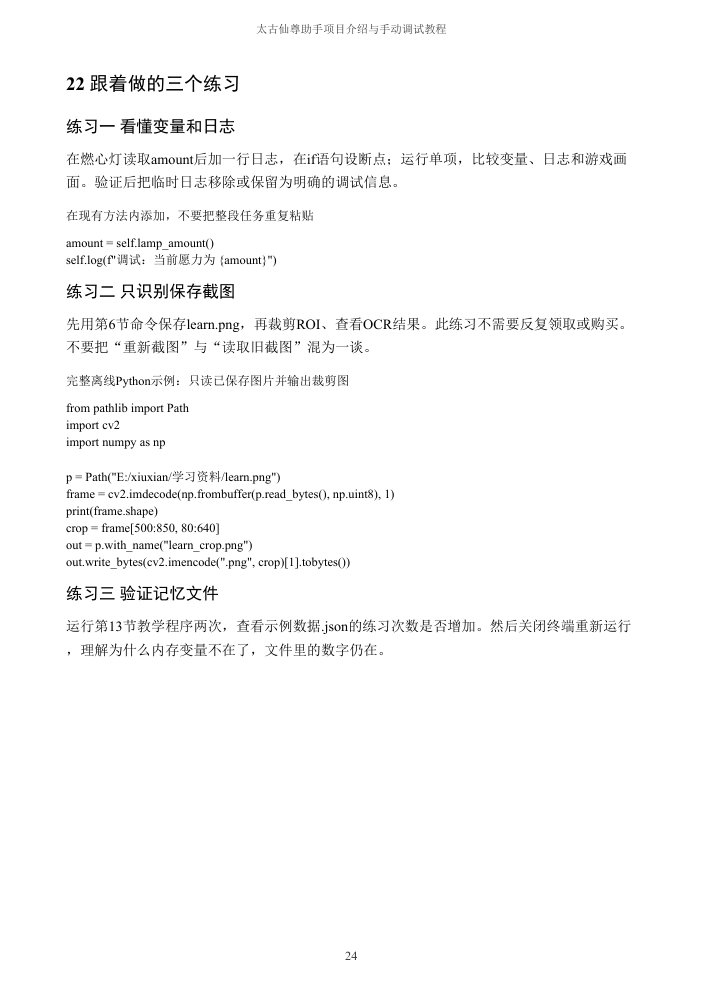 太古仙尊助手项目介绍与手动调试教程
22 跟着做的三个练习
练习一 看懂变量和日志
在燃心灯读取amount后加一行日志，在if语句设断点；运行单项，比较变量、日志和游戏画
面。验证后把临时日志移除或保留为明确的调试信息。
在现有方法内添加，不要把整段任务重复粘贴
amount = self.lamp_amount()
self.log(f"调试：当前愿力为 {amount}")
练习二 只识别保存截图
先用第6节命令保存learn.png，再裁剪ROI、查看OCR结果。此练习不需要反复领取或购买。
不要把“重新截图”与“读取旧截图”混为一谈。
完整离线Python示例：只读已保存图片并输出裁剪图
from pathlib import Path
import cv2
import numpy as np
p = Path("E:/xiuxian/学习资料/learn.png")
frame = cv2.imdecode(np.frombuffer(p.read_bytes(), np.uint8), 1)
print(frame.shape)
crop = frame[500:850, 80:640]
out = p.with_name("learn_crop.png")
out.write_bytes(cv2.imencode(".png", crop)[1].tobytes())
练习三 验证记忆文件
运行第13节教学程序两次，查看示例数据.json的练习次数是否增加。然后关闭终端重新运行
，理解为什么内存变量不在了，文件里的数字仍在。
24